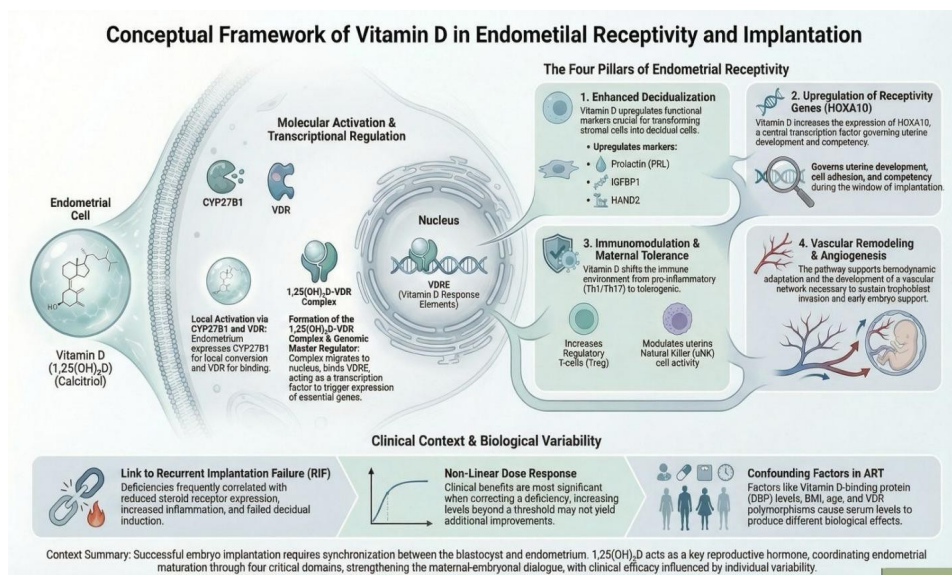 Conceptual Framework of Vitamin D in Endometilal Receptivity and Implantation
Molecular Activation &
Transcriptional Regulation
Endometrial
Cell
Vitamin D
(1,25(OH)₂D)
(Calcitriol)
HO
CYP27B1
VDR
1,25(OH)₂D-VDR
Complex
Local Activation via
CYP27B1 and VDR:
Endometrium
expresses CYP27B1
for local conversion
and VDR for binding.
Formation of the
1,25(OH)₂D-VDR
Complex & Genomic
Master Regulator:
Complex migrates to
nucleus, binds VDRE,
acting as a transcription
factor to trigger expression
of essential genes.
Nucleus
VDRE
(Vitamin D Response
Elements)
The Four Pillars of Endometrial Receptivity
1. Enhanced Decidualization
Vitamin D upregulates functional
markers crucial for transforming
stromal cells into decidual cells.
• Upregulates markers:
• Prolactin (PRL)
• IGFBP1
• HAND2
2. Upregulation of Receptivity
Genes (HOXA10)
Vitamin D increases the expression of HOXA10,
a central transcription factor governing uterine
development and competency.
Governs uterine development,
cell adhesion, and competency
during the window of implantation.
3. Immunomodulation &
Maternal Tolerance
Vitamin D shifts the immune
environment from pro-inflammatory
(Th1/Th17) to tolerogenic.
Increases
Regulatory
T-cells (Treg)
Modulates uterins
Natural Killer (uNK)
cell activity
4. Vascular Remodeling
& Angiogenesis
The pathway supports bemodynamic
adaptation and the development of a vascular
network necessary to sustain trophoblast
invasion and early embryo support.
Clinical Context & Biological Variability
Link to Recurrent Implantation Failure (RIF)
Deficiencies frequently correlated with
reduced steroid receptor expression,
increased inflammation, and failed decidual
induction.
Non-Linear Dose Response
Clinical benefits are most significant
when correcting a deficiency, increasing
levels beyond a threshold may not yield
additional improvements.
Confounding Factors in ART
Factors like Vitamin D-binding protein
(DBP) levels, BMI, age, and VDR
polymorphisms cause serum levels to
produce different biological effects.
Context Summary: Successful embryo implantation requires synchronization between the blastocyst and endometrium. 1,25(OH)₂D acts as a key reproductive hormone, coordinating endometrial
maturation through four critical domains, strengthening the maternal-embryonal dialogue, with clinical efficacy influenced by individual variability.